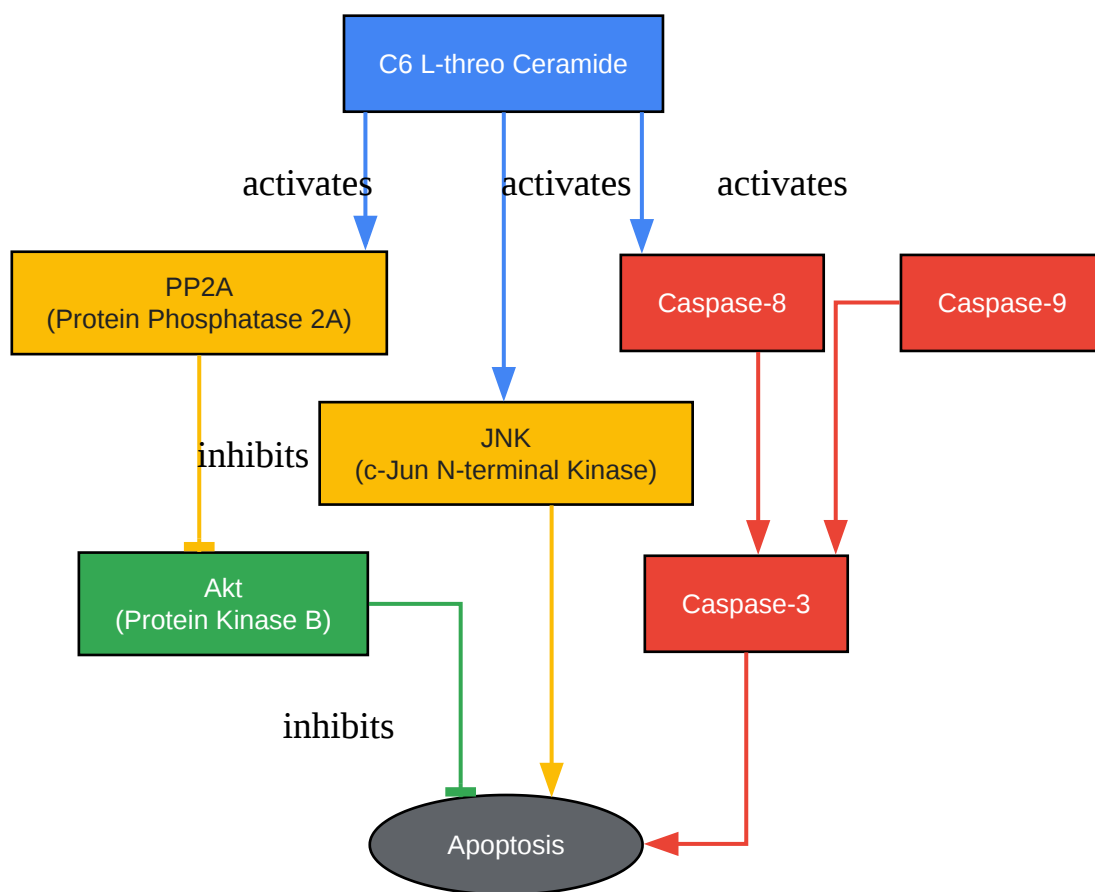 C6 L-threo Ceramide
activates
activates
activates
PP2A
(Protein Phosphatase 2A)
Caspase-8
Caspase-9
inhibits
JNK
(c-Jun N-terminal Kinase)
Akt
(Protein Kinase B)
Caspase-3
inhibits
Apoptosis